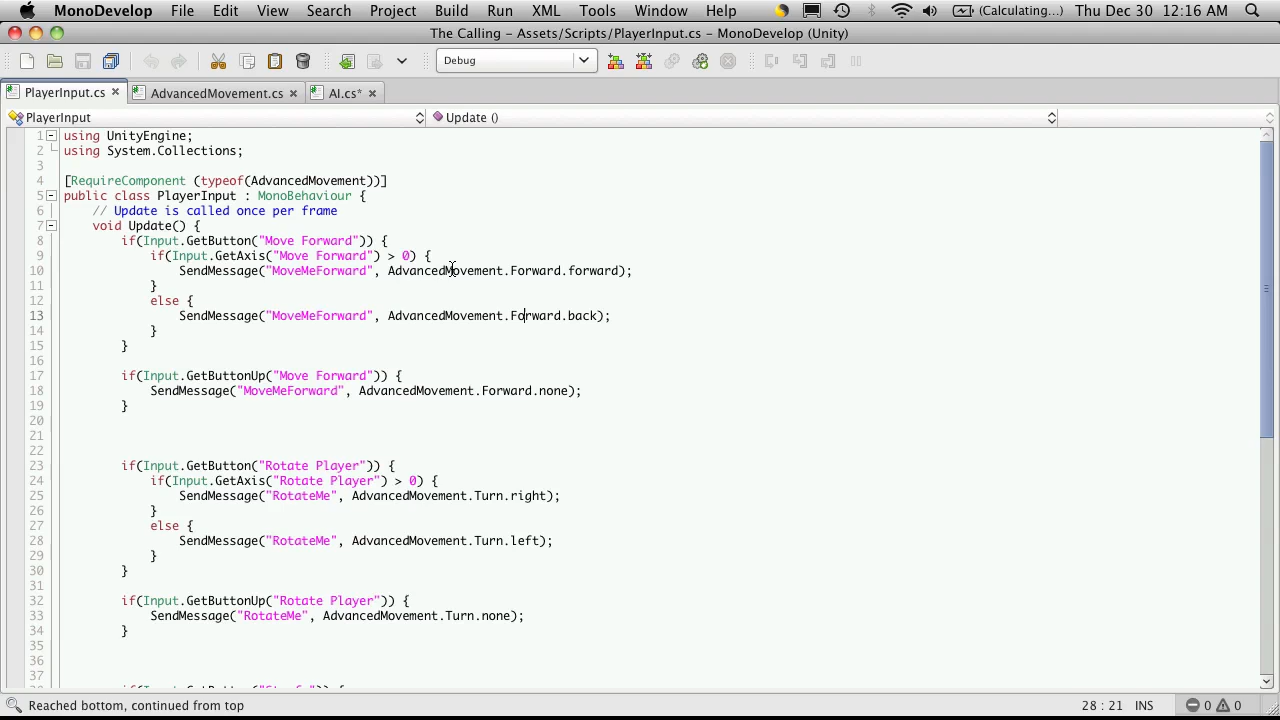 MonoDevelop File Edit View Search Project Build Run XML Tools Units Window Help (Calculating...) Thu Dec 30 12:16 AM
The Calling - Assets/Scripts/PlayerInput.cs - MonoDevelop (Unity)
Debug
PlayerInput.cs AdvancedMovement.cs AI.cs*
PlayerInput Update ()
1 using UnityEngine;
2 using System.Collections;
3
4 [RequireComponent (typeof(AdvancedMovement))]
5 public class PlayerInput : MonoBehaviour {
6 // Update is called once per frame
7 void Update() {
8 if(Input.GetButton("Move Forward")) {
9 if(Input.GetAxis("Move Forward") > 0) {
10 SendMessage("MoveMeForward", AdvancedMovement.Forward.forward);
11 }
12 else {
13 SendMessage("MoveMeForward", AdvancedMovement.Forward.back);
14 }
15 }
16
17 if(Input.GetButtonUp("Move Forward")) {
18 SendMessage("MoveMeForward", AdvancedMovement.Forward.none);
19 }
20
21
22
23 if(Input.GetButton("Rotate Player")) {
24 if(Input.GetAxis("Rotate Player") > 0) {
25 SendMessage("RotateMe", AdvancedMovement.Turn.right);
26 }
27 else {
28 SendMessage("RotateMe", AdvancedMovement.Turn.left);
29 }
30 }
31
32 if(Input.GetButtonUp("Rotate Player")) {
33 SendMessage("RotateMe", AdvancedMovement.Turn.none);
34 }
35
36
37
Reached bottom, continued from top 28 : 21 INS 0 0